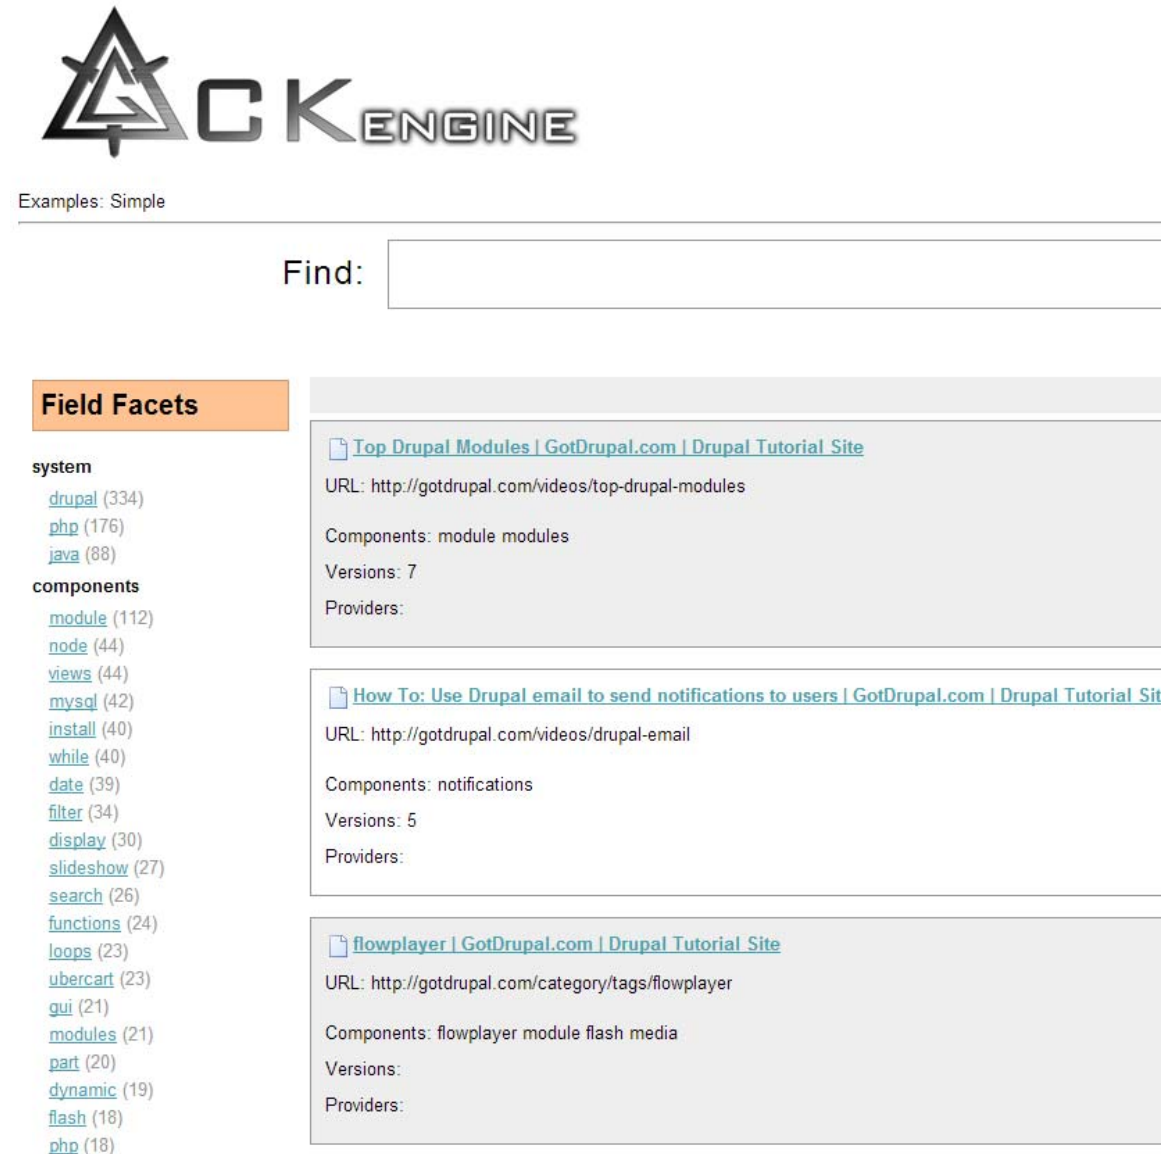 ACKENGINE
Examples: Simple
Find:
Field Facets
system
drupal (334)
php (176)
java (88)
components
module (112)
node (44)
views (44)
mysql (42)
install (40)
while (40)
date (39)
filter (34)
display (30)
slideshow (27)
search (26)
functions (24)
loops (23)
ubercart (23)
gui (21)
modules (21)
part (20)
dynamic (19)
flash (18)
php (18)
Top Drupal Modules | GotDrupal.com | Drupal Tutorial Site
URL: http://gotdrupal.com/videos/top-drupal-modules
Components: module modules
Versions: 7
Providers:
How To: Use Drupal email to send notifications to users | GotDrupal.com | Drupal Tutorial Sit
URL: http://gotdrupal.com/videos/drupal-email
Components: notifications
Versions: 5
Providers:
flowplayer | GotDrupal.com | Drupal Tutorial Site
URL: http://gotdrupal.com/category/tags/flowplayer
Components: flowplayer module flash media
Versions:
Providers: